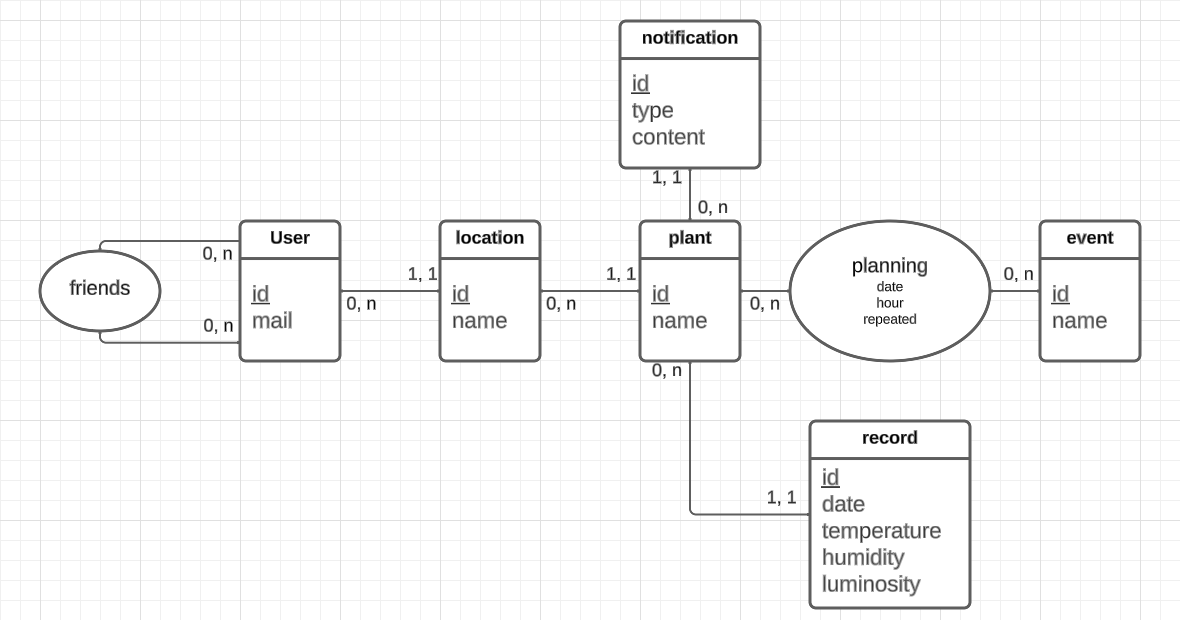 notification
id
type
content
1, 1
0, n
friends
0, n
0, n
User
id
mail
0, n
1, 1
location
id
name
0, n
1, 1
plant
id
name
0, n
0, n
planning
date
hour
repeated
0, n
event
id
name
1, 1
record
id
date
temperature
humidity
luminosity